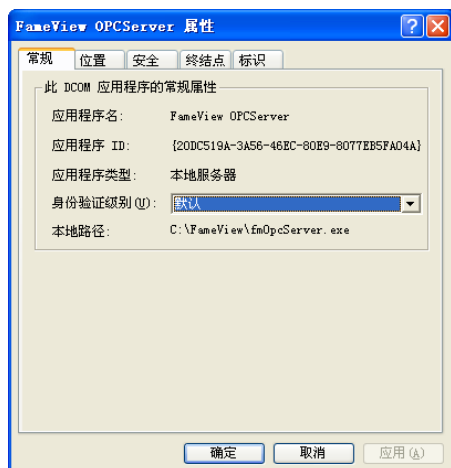 FameView OPCServer 属性
常规 位置 安全 终结点 标识
此 DCOM 应用程序的常规属性
应用程序名: FameView OPCServer
应用程序 ID: {20DC519A-3A56-46EC-80E9-8077EB5FA04A}
应用程序类型: 本地服务器
身份验证级别(U): 默认
本地路径: C:\FameView\fmOpcServer.exe
确定 取消 应用(A)